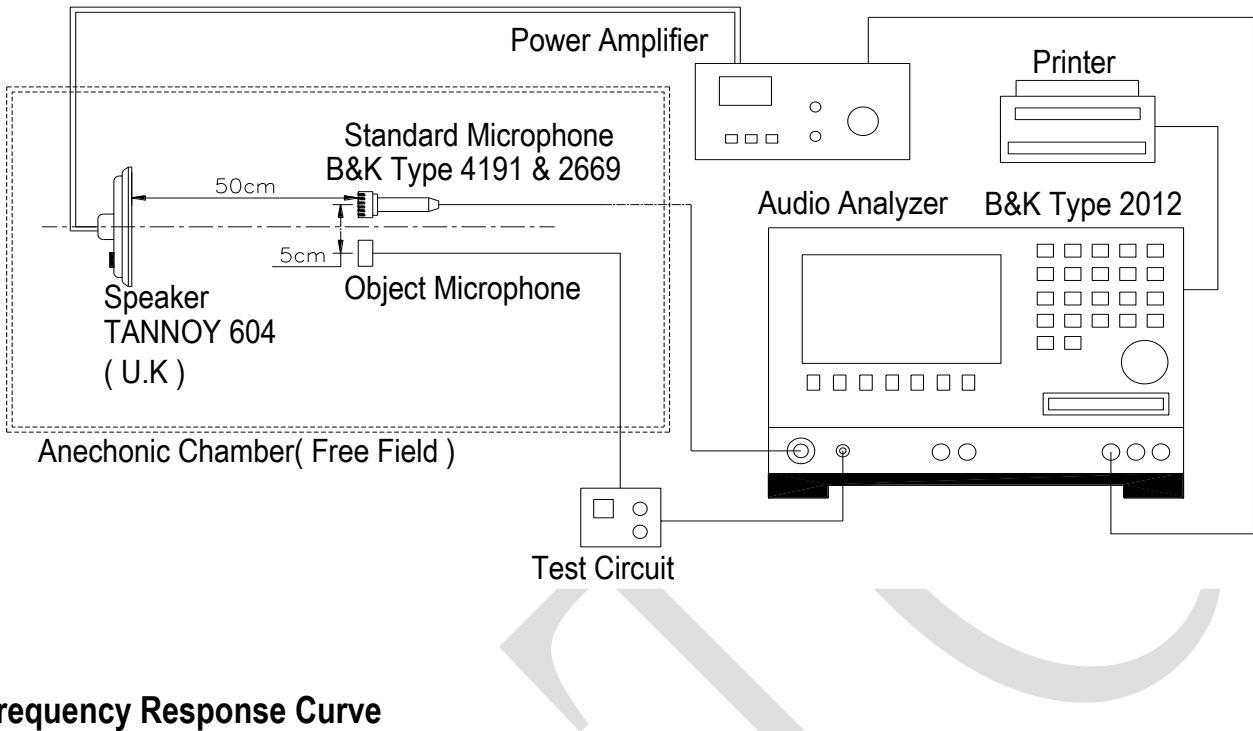 Power Amplifier
Printer
Standard Microphone
B&K Type 4191 & 2669
50cm
Audio Analyzer B&K Type 2012
5cm
Object Microphone
Speaker
TANNOY 604
( U.K )
Anechonic Chamber( Free Field )
Test Circuit
requency Response Curve